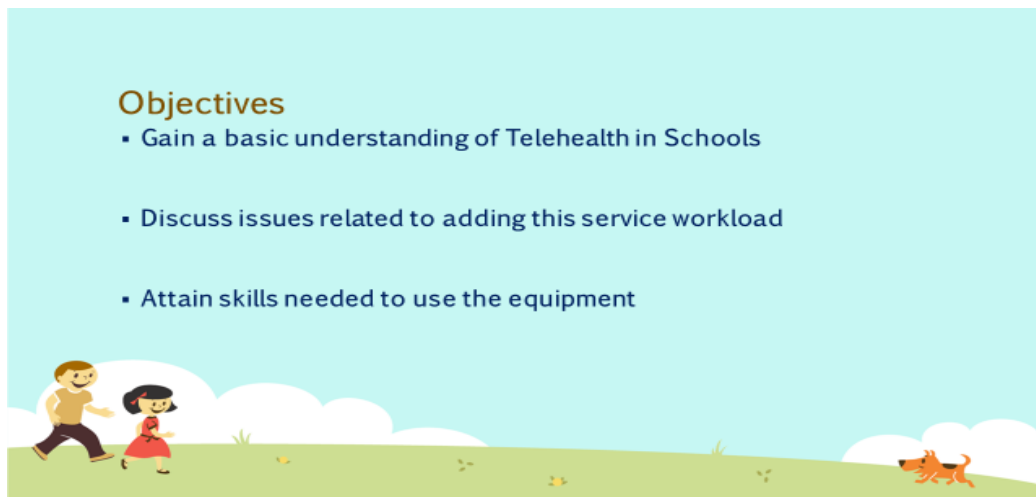 Objectives
▪ Gain a basic understanding of Telehealth in Schools
▪ Discuss issues related to adding this service workload
▪ Attain skills needed to use the equipment